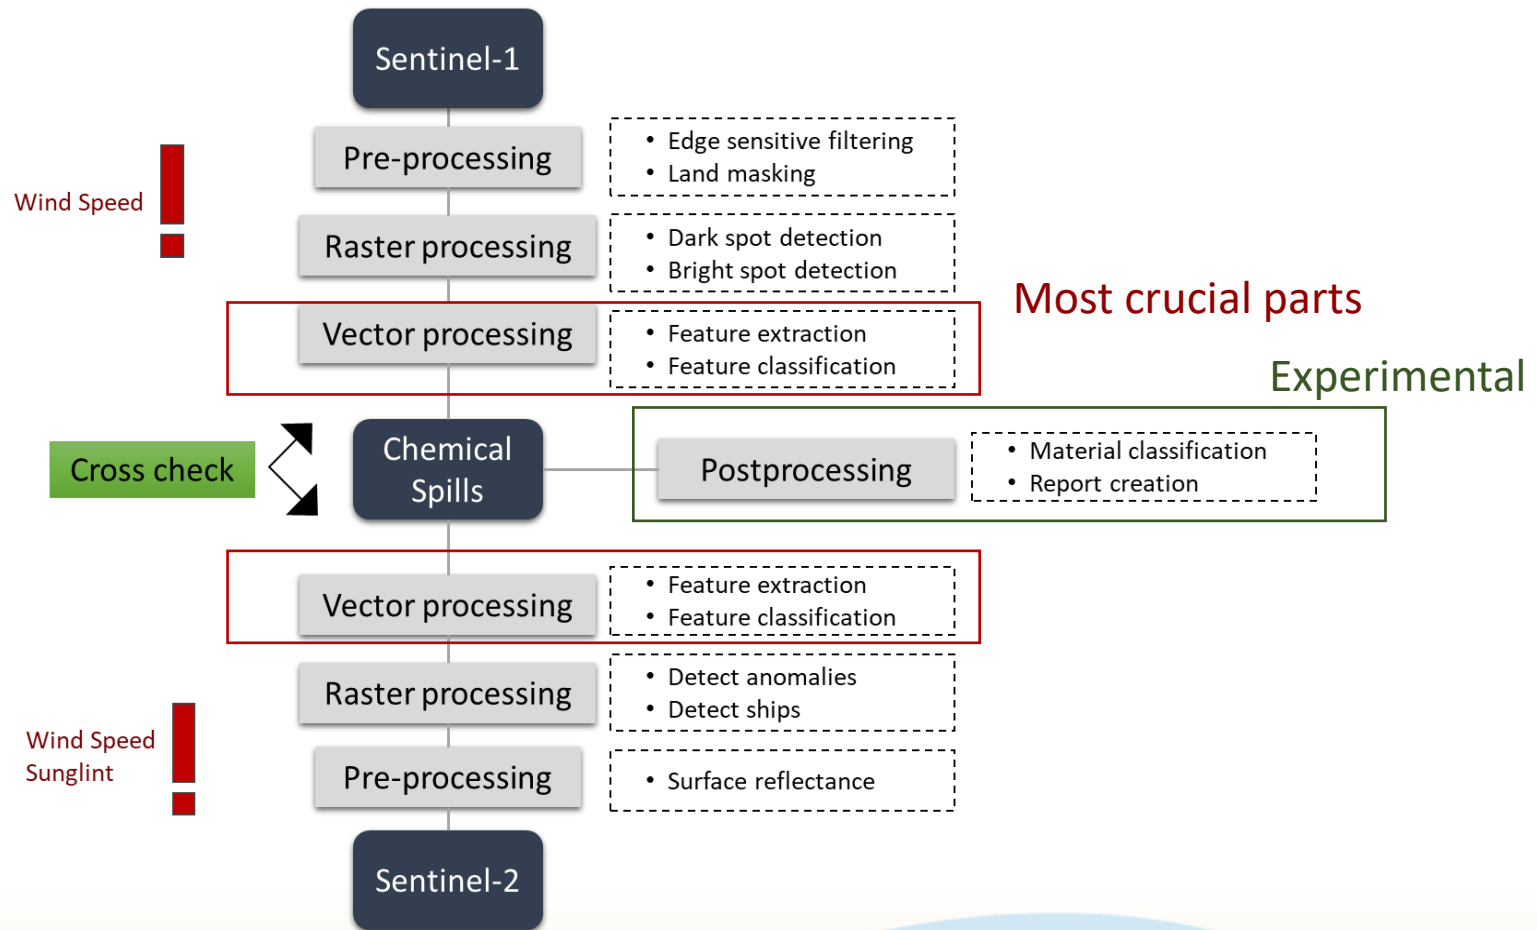 Sentinel-1
Pre-processing
• Edge sensitive filtering
• Land masking
Wind Speed
Raster processing
• Dark spot detection
• Bright spot detection
Most crucial parts
Vector processing
• Feature extraction
• Feature classification
Experimental
Cross check
Chemical
Spills
Postprocessing
• Material classification
• Report creation
Vector processing
• Feature extraction
• Feature classification
Raster processing
• Detect anomalies
• Detect ships
Wind Speed
Sunglint
Pre-processing
• Surface reflectance
Sentinel-2